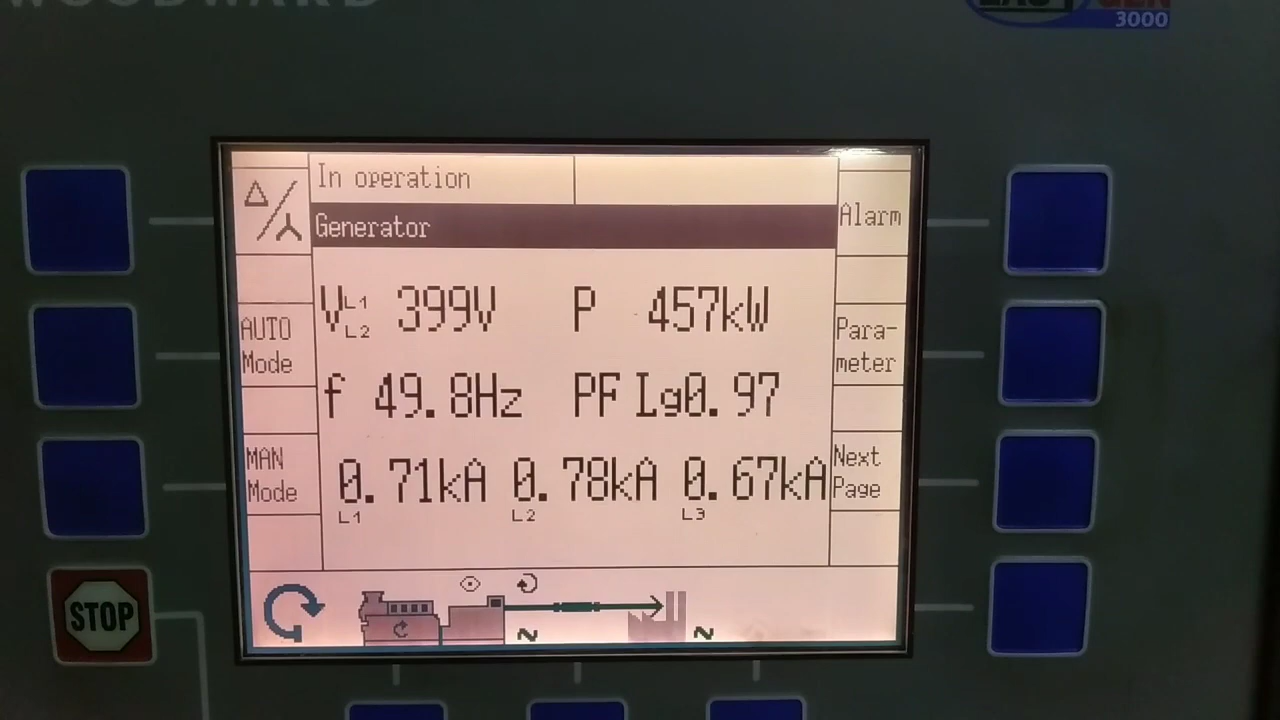 WOODWARD
3000
In operation
Generator
Alarm
V L1 L2 399V P 457kW
AUTO Mode
Para-
meter
f 49.8Hz PF Lg0.97
MAN Mode
0.71kA 0.78kA 0.67kA
L1 L2 L3
Next
Page
STOP